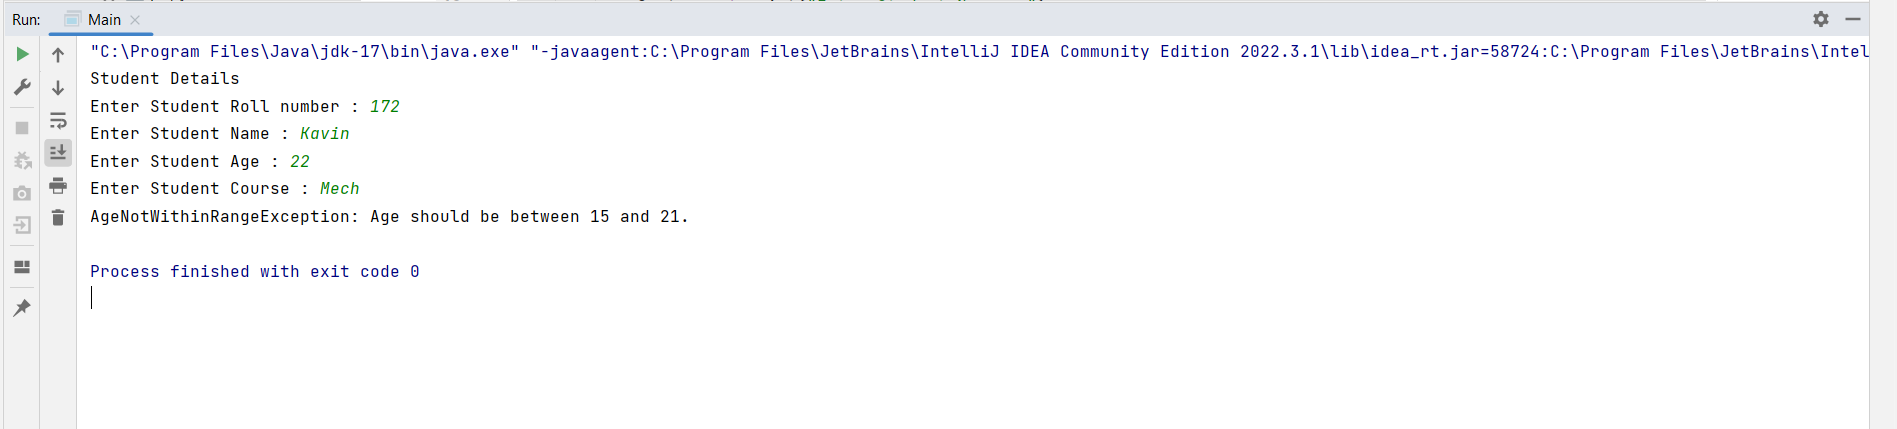 Run: Main
"C:\Program Files\Java\jdk-17\bin\java.exe" "-javaagent:C:\Program Files\JetBrains\IntelliJ IDEA Community Edition 2022.3.1\lib\idea_rt.jar=58724:C:\Program Files\JetBrains\Intel
Student Details
Enter Student Roll number : 172
Enter Student Name : Kavin
Enter Student Age : 22
Enter Student Course : Mech
AgeNotWithinRangeException: Age should be between 15 and 21.
Process finished with exit code 0